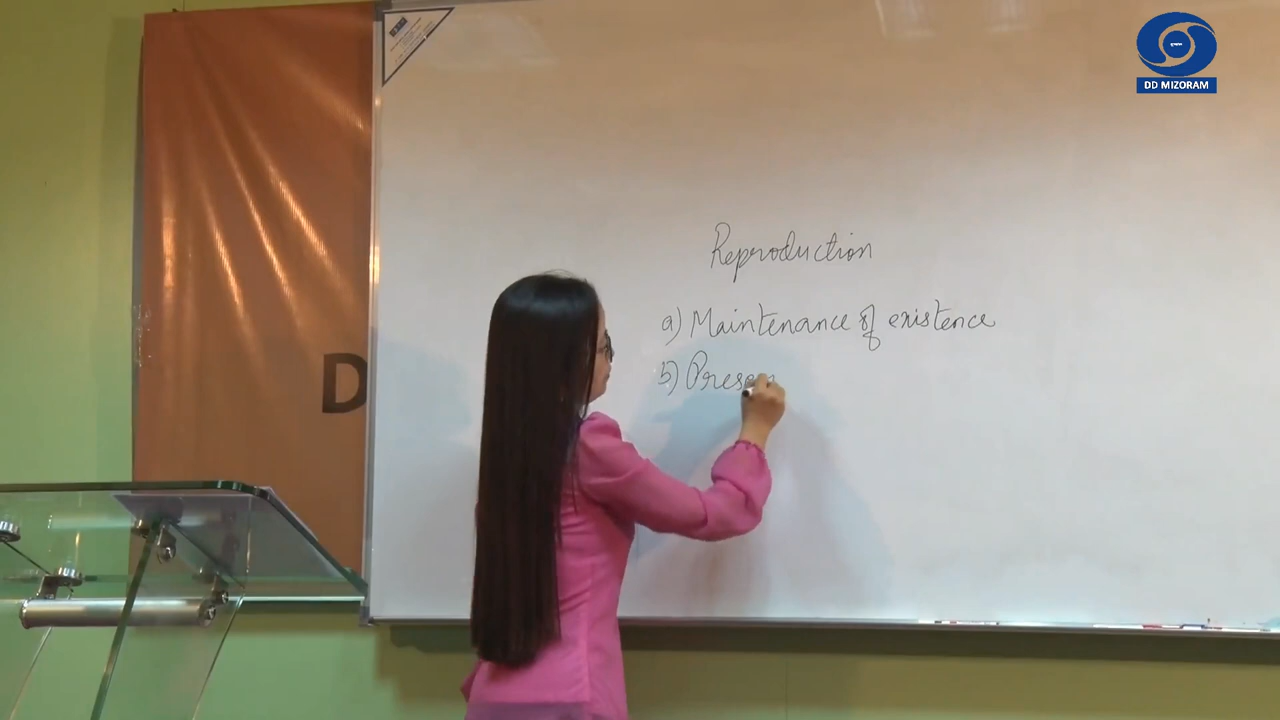 DD MIZORAM
Reproduction
a) Maintenance of existence
b) Prese
D